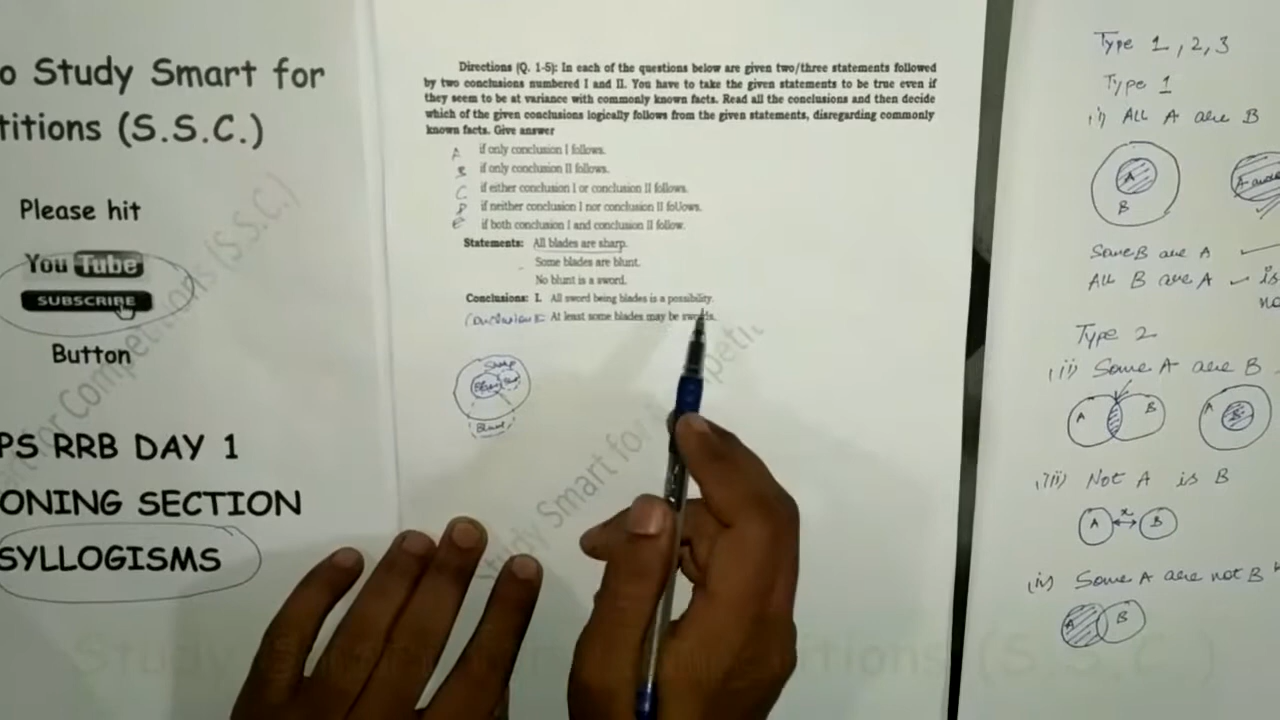 o Study Smart for
titions (S.S.C.)
Please hit
You Tube
SUBSCRIBE
Button
PS RRB DAY 1
ONING SECTION
SYLLOGISMS
Directions (Q. 1-5): In each of the questions below are given two/three statements followed
by two conclusions numbered I and II. You have to take the given statements to be true even if
they seem to be at variance with commonly known facts. Read all the conclusions and then decide
which of the given conclusions logically follows from the given statements, disregarding commonly
known facts. Give answer
A if only conclusion I follows.
B if only conclusion II follows.
C if either conclusion I or conclusion II follows.
D if neither conclusion I nor conclusion II foUows.
E if both conclusion I and conclusion II follow.
Statements: All blades are sharp.
Some blades are blunt.
No blunt is a sword.
Conclusions: I. All sword being blades is a possibility.
At least some blades may be swords.
Sharp
Type 1, 2, 3
Type 1
(i) All A are B
A
B
Some B are A
All B are A is
no
Type 2
(ii) Some A are B
A B A B
(iii) Not A is B
A x B
(iv) Some A are not B
A B
Study Smart for Competitions (S.S.C.)